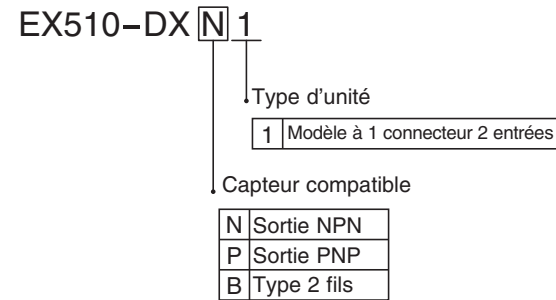 EX510-DX N 1
Type d'unité
1 Modèle à 1 connecteur 2 entrées
Capteur compatible
N Sortie NPN
P Sortie PNP
B Type 2 fils